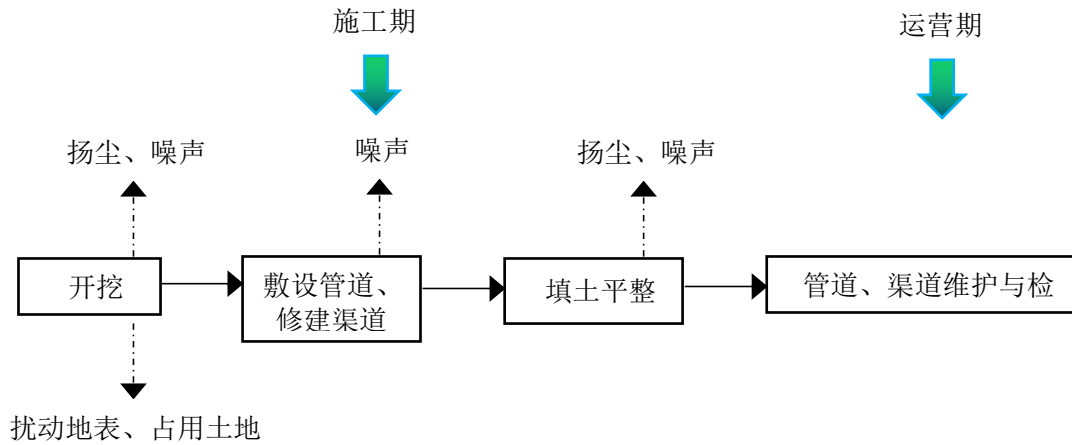 施工期
运营期
扬尘、噪声
噪声
扬尘、噪声
开挖
敷设管道、
修建渠道
填土平整
管道、渠道维护与检
扰动地表、占用土地